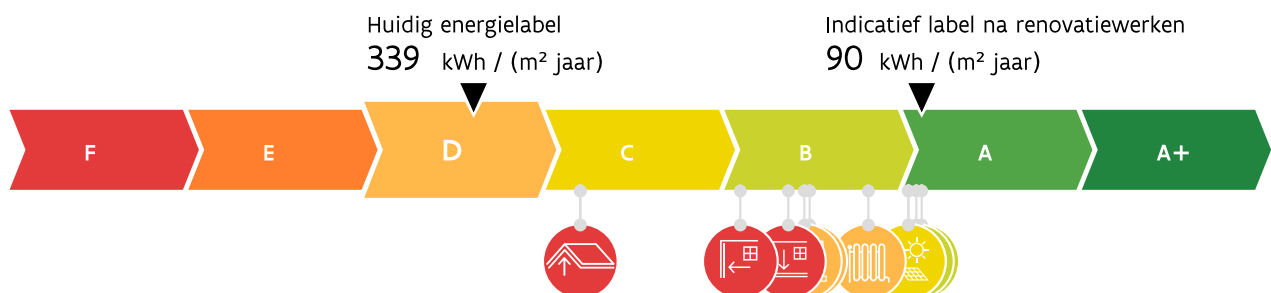 Huidig energielabel
339 kWh / (m² jaar)
Indicatief label na renovatiewerken
90 kWh / (m² jaar)
F E D C B A A+